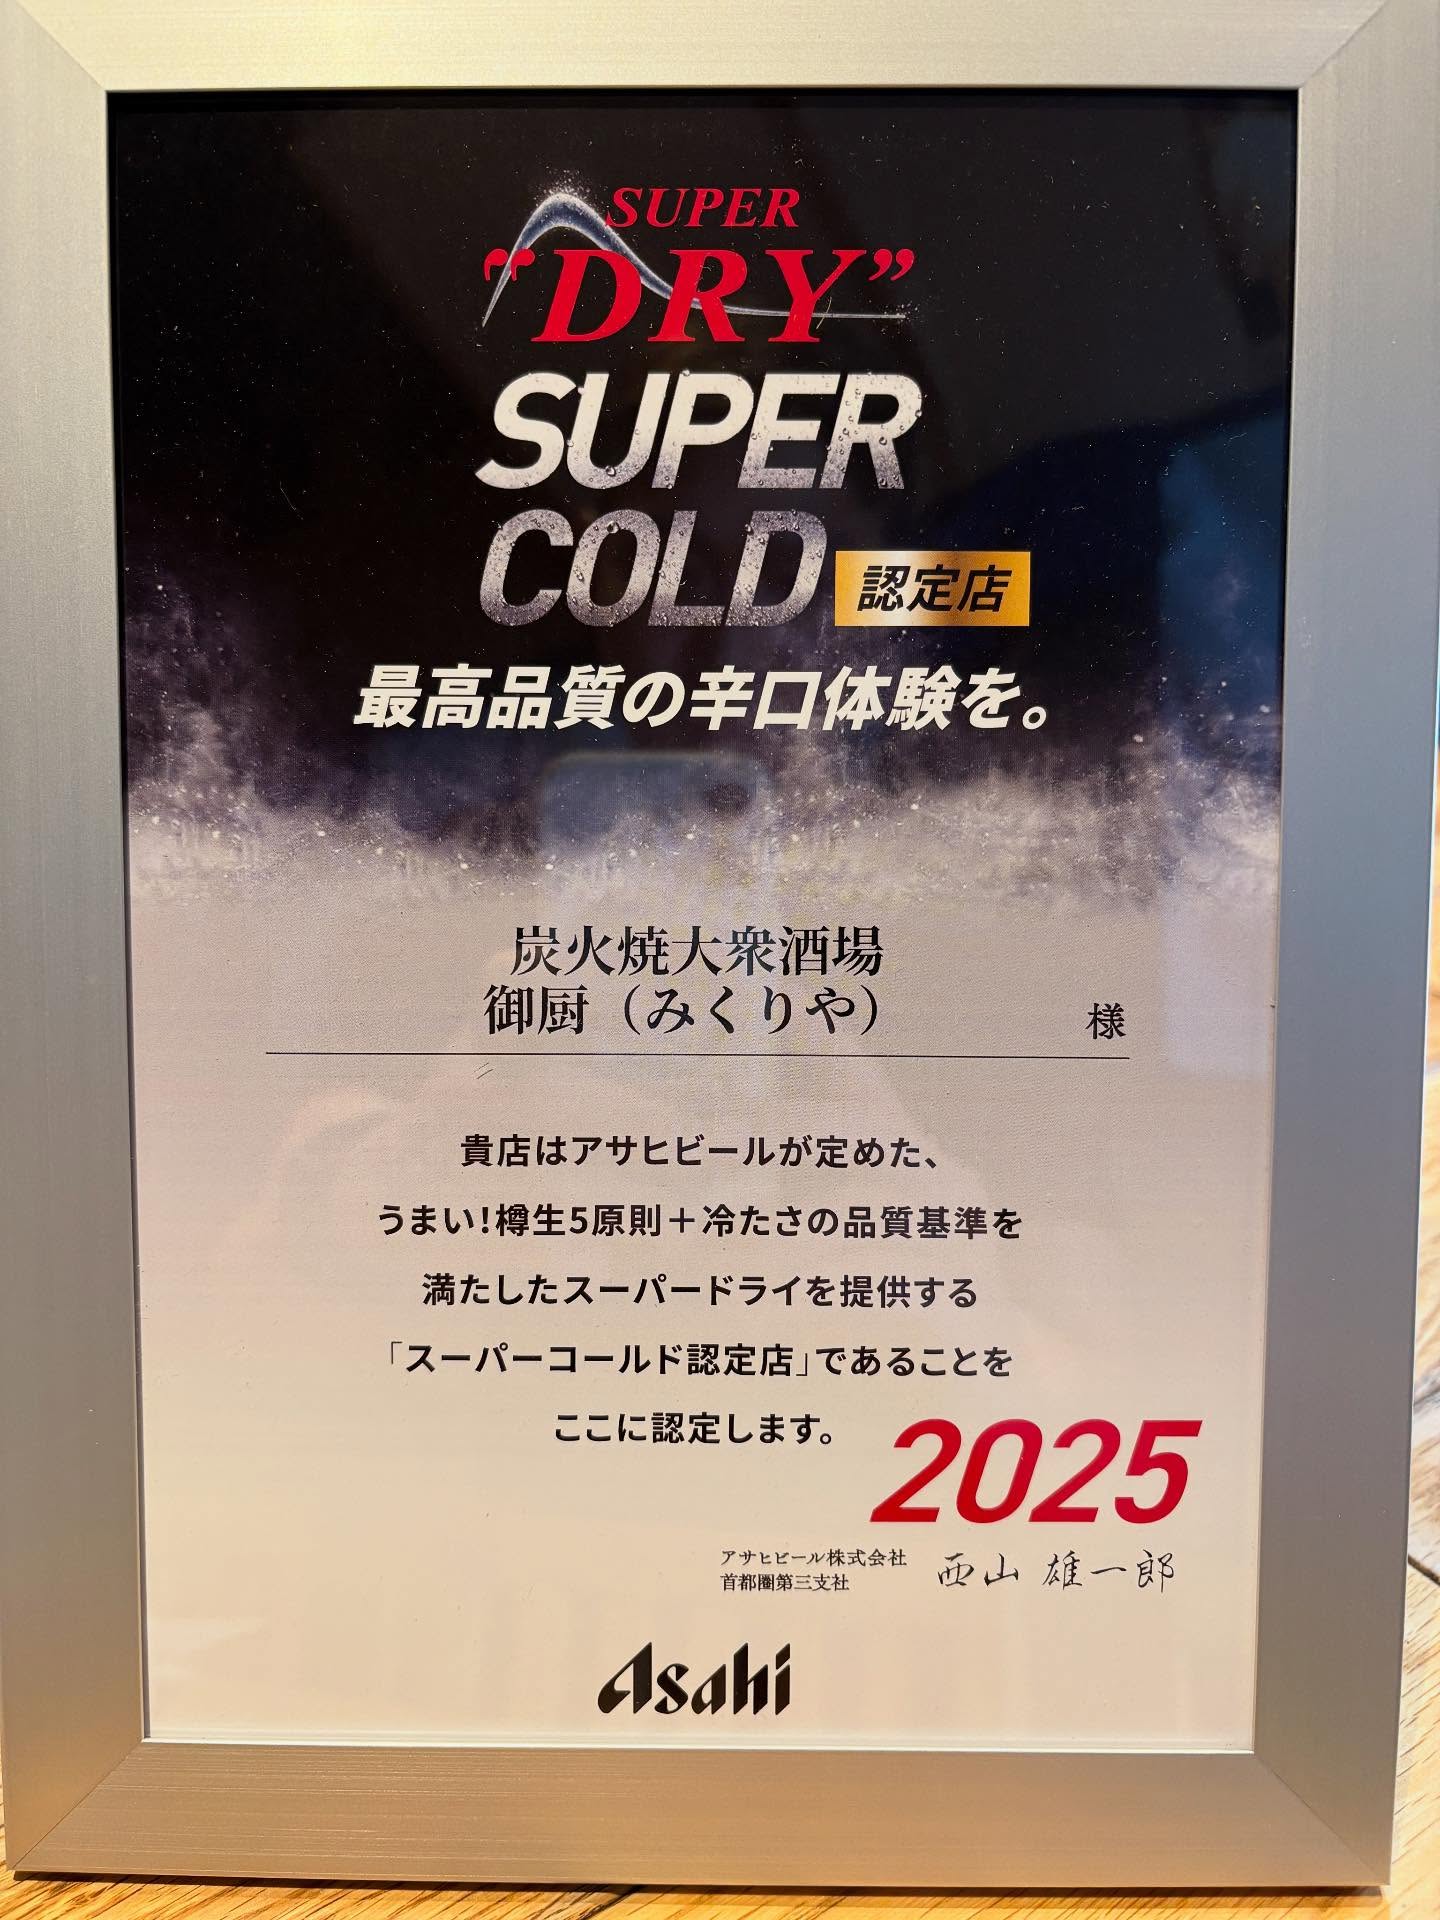 SUPER
"DRY"
SUPER
COLD 認定店
最高品質の辛口体験を。
炭火焼大衆酒場
御厨（みくりや） 様
貴店はアサヒビールが定めた、
うまい!樽生5原則＋冷たさの品質基準を
満たしたスーパードライを提供する
「スーパーコールド認定店」であることを
ここに認定します。
2025
アサヒビール株式会社
首都圏第三支社 西山 雄一郎
Asahi